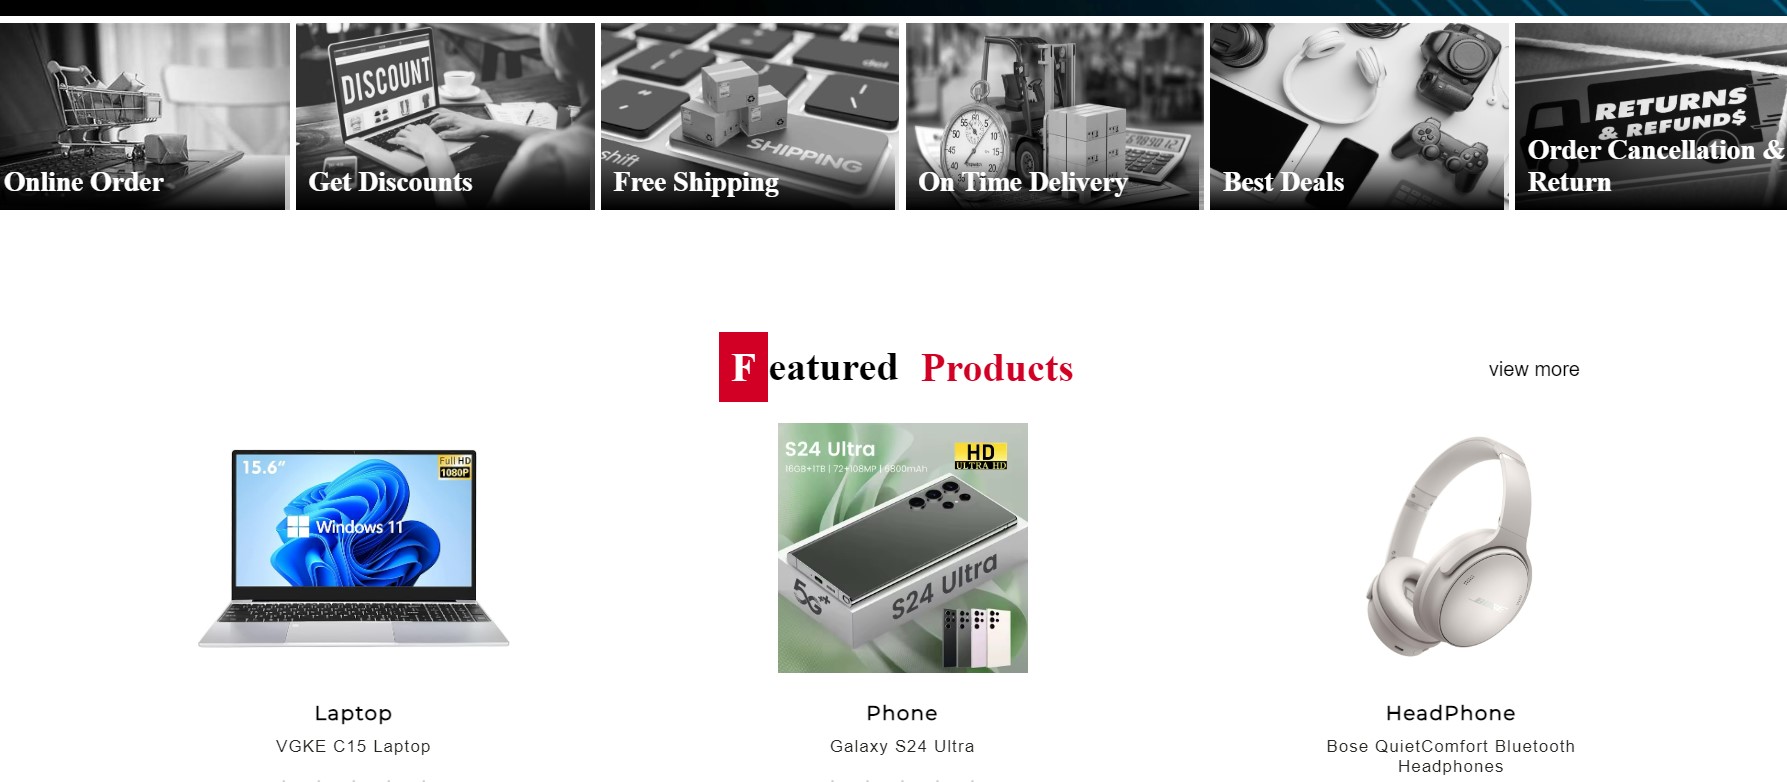 DISCOUNT
shift
SHIPPING
RETURNS
& REFUND$
Online Order
Get Discounts
Free Shipping
On Time Delivery
Best Deals
Order Cancellation &
Return
Featured Products
view more
15.6”
Full HD
1080P
Windows 11
S24 Ultra
16GB+1TB | 72+108MP | 6800mAh
HD
ULTRA HD
5G
S24 Ultra
Laptop
Phone
HeadPhone
VGKE C15 Laptop
Galaxy S24 Ultra
Bose QuietComfort Bluetooth
Headphones